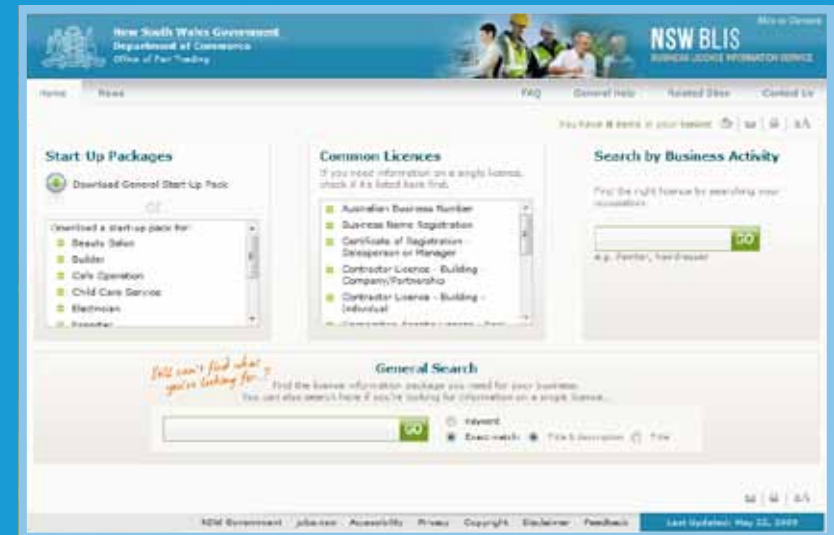 New South Wales Government
Department of Commerce
Office of Fair Trading
NSW BLIS
BUSINESS LICENCE INFORMATION SERVICE
Home News FAQ General Help Related Sites Contact Us
You have 0 items in your basket
Start Up Packages
Download General Start Up Pack
or
Download a start-up pack for:
Beauty Salon
Builder
Cafe Operation
Child Care Service
Electrician
Common Licences
If you need information on a single licence,
check if it's listed here first.
Australian Business Number
Business Name Registration
Certificate of Registration -
Salesperson or Manager
Contractor Licence - Building
Company/Partnership
Contractor Licence - Building -
Individual
Search by Business Activity
Find the right licence by searching your
occupation
GO
e.g. Painter, hairdresser
Still can't find what
you're looking for..?
General Search
Find the licence information package you need for your business.
You can also search here if you're looking for information on a single licence...
GO
Keyword
Exact match Title & description Title
NSW Government jobs.nsw Accessibility Privacy Copyright Disclaimer Feedback Last Updated: May 22, 2009